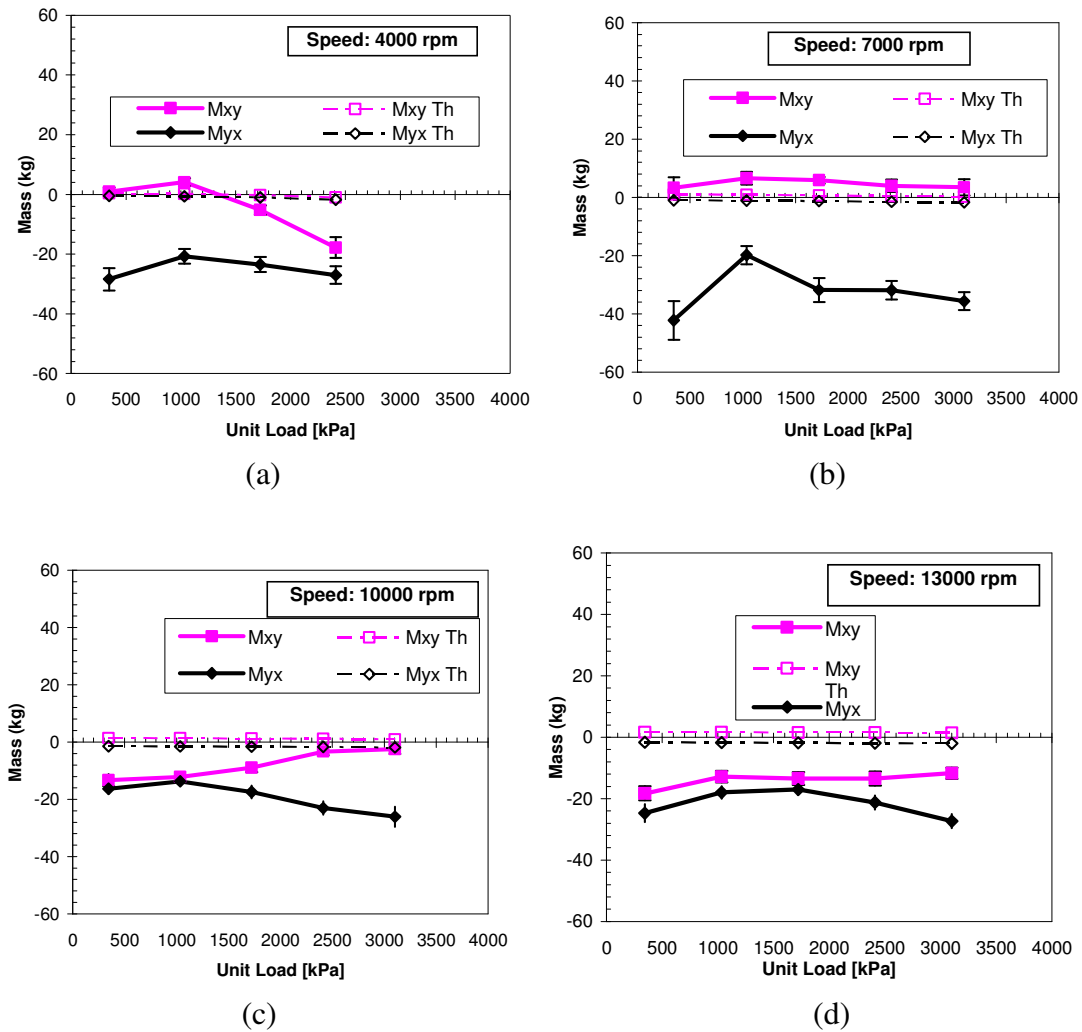 Speed: 4000 rpm
Mxy
Mxy Th
Myx
Myx Th
Mass (kg)
60
40
20
0
-20
-40
-60
0 500 1000 1500 2000 2500 3000 3500 4000
Unit Load [kPa]
(a)
Speed: 7000 rpm
Mxy
Mxy Th
Myx
Myx Th
Mass (kg)
60
40
20
0
-20
-40
-60
0 500 1000 1500 2000 2500 3000 3500 4000
Unit Load [kPa]
(b)
Speed: 10000 rpm
Mxy
Mxy Th
Myx
Myx Th
Mass (kg)
60
40
20
0
-20
-40
-60
0 500 1000 1500 2000 2500 3000 3500 4000
Unit Load [kPa]
(c)
Speed: 13000 rpm
Mxy
Mxy
Th
Myx
Mass (kg)
60
40
20
0
-20
-40
-60
0 500 1000 1500 2000 2500 3000 3500 4000
Unit Load [kPa]
(d)